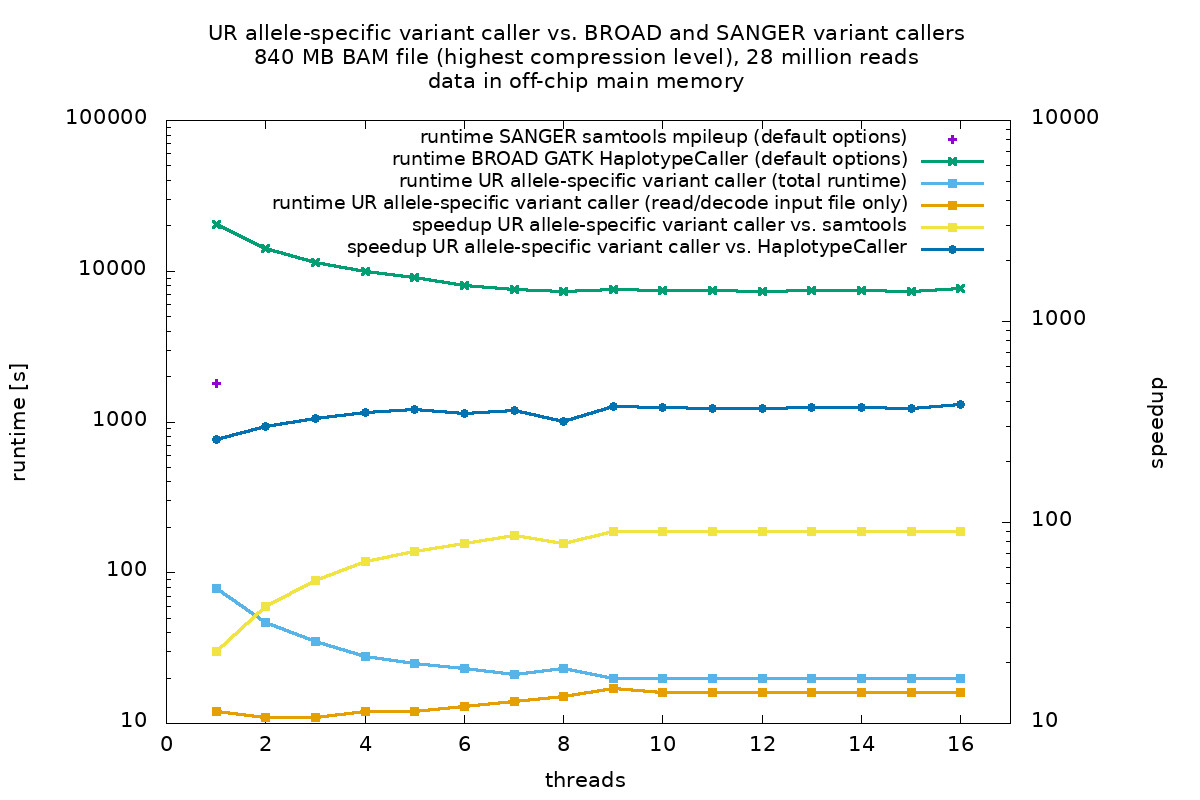 UR allele-specific variant caller vs. BROAD and SANGER variant callers
840 MB BAM file (highest compression level), 28 million reads
data in off-chip main memory
runtime SANGER samtools mpileup (default options)
runtime BROAD GATK HaplotypeCaller (default options)
runtime UR allele-specific variant caller (total runtime)
runtime UR allele-specific variant caller (read/decode input file only)
speedup UR allele-specific variant caller vs. samtools
speedup UR allele-specific variant caller vs. HaplotypeCaller
runtime [s]
100000
10000
1000
100
10
speedup
10000
1000
100
10
0 2 4 6 8 10 12 14 16
threads